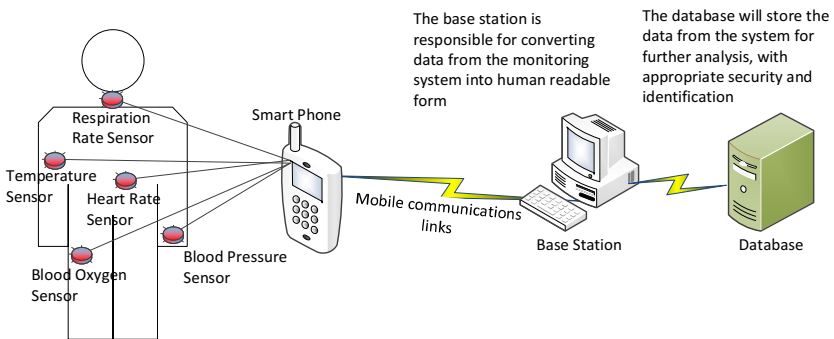 The base station is
responsible for converting
data from the monitoring
system into human readable
form
The database will store the
data from the system for
further analysis, with
appropriate security and
identification
Respiration
Rate Sensor
Smart Phone
Temperature
Sensor
Heart Rate
Sensor
Mobile communications
links
Blood Oxygen
Sensor
Blood Pressure
Sensor
Base Station
Database